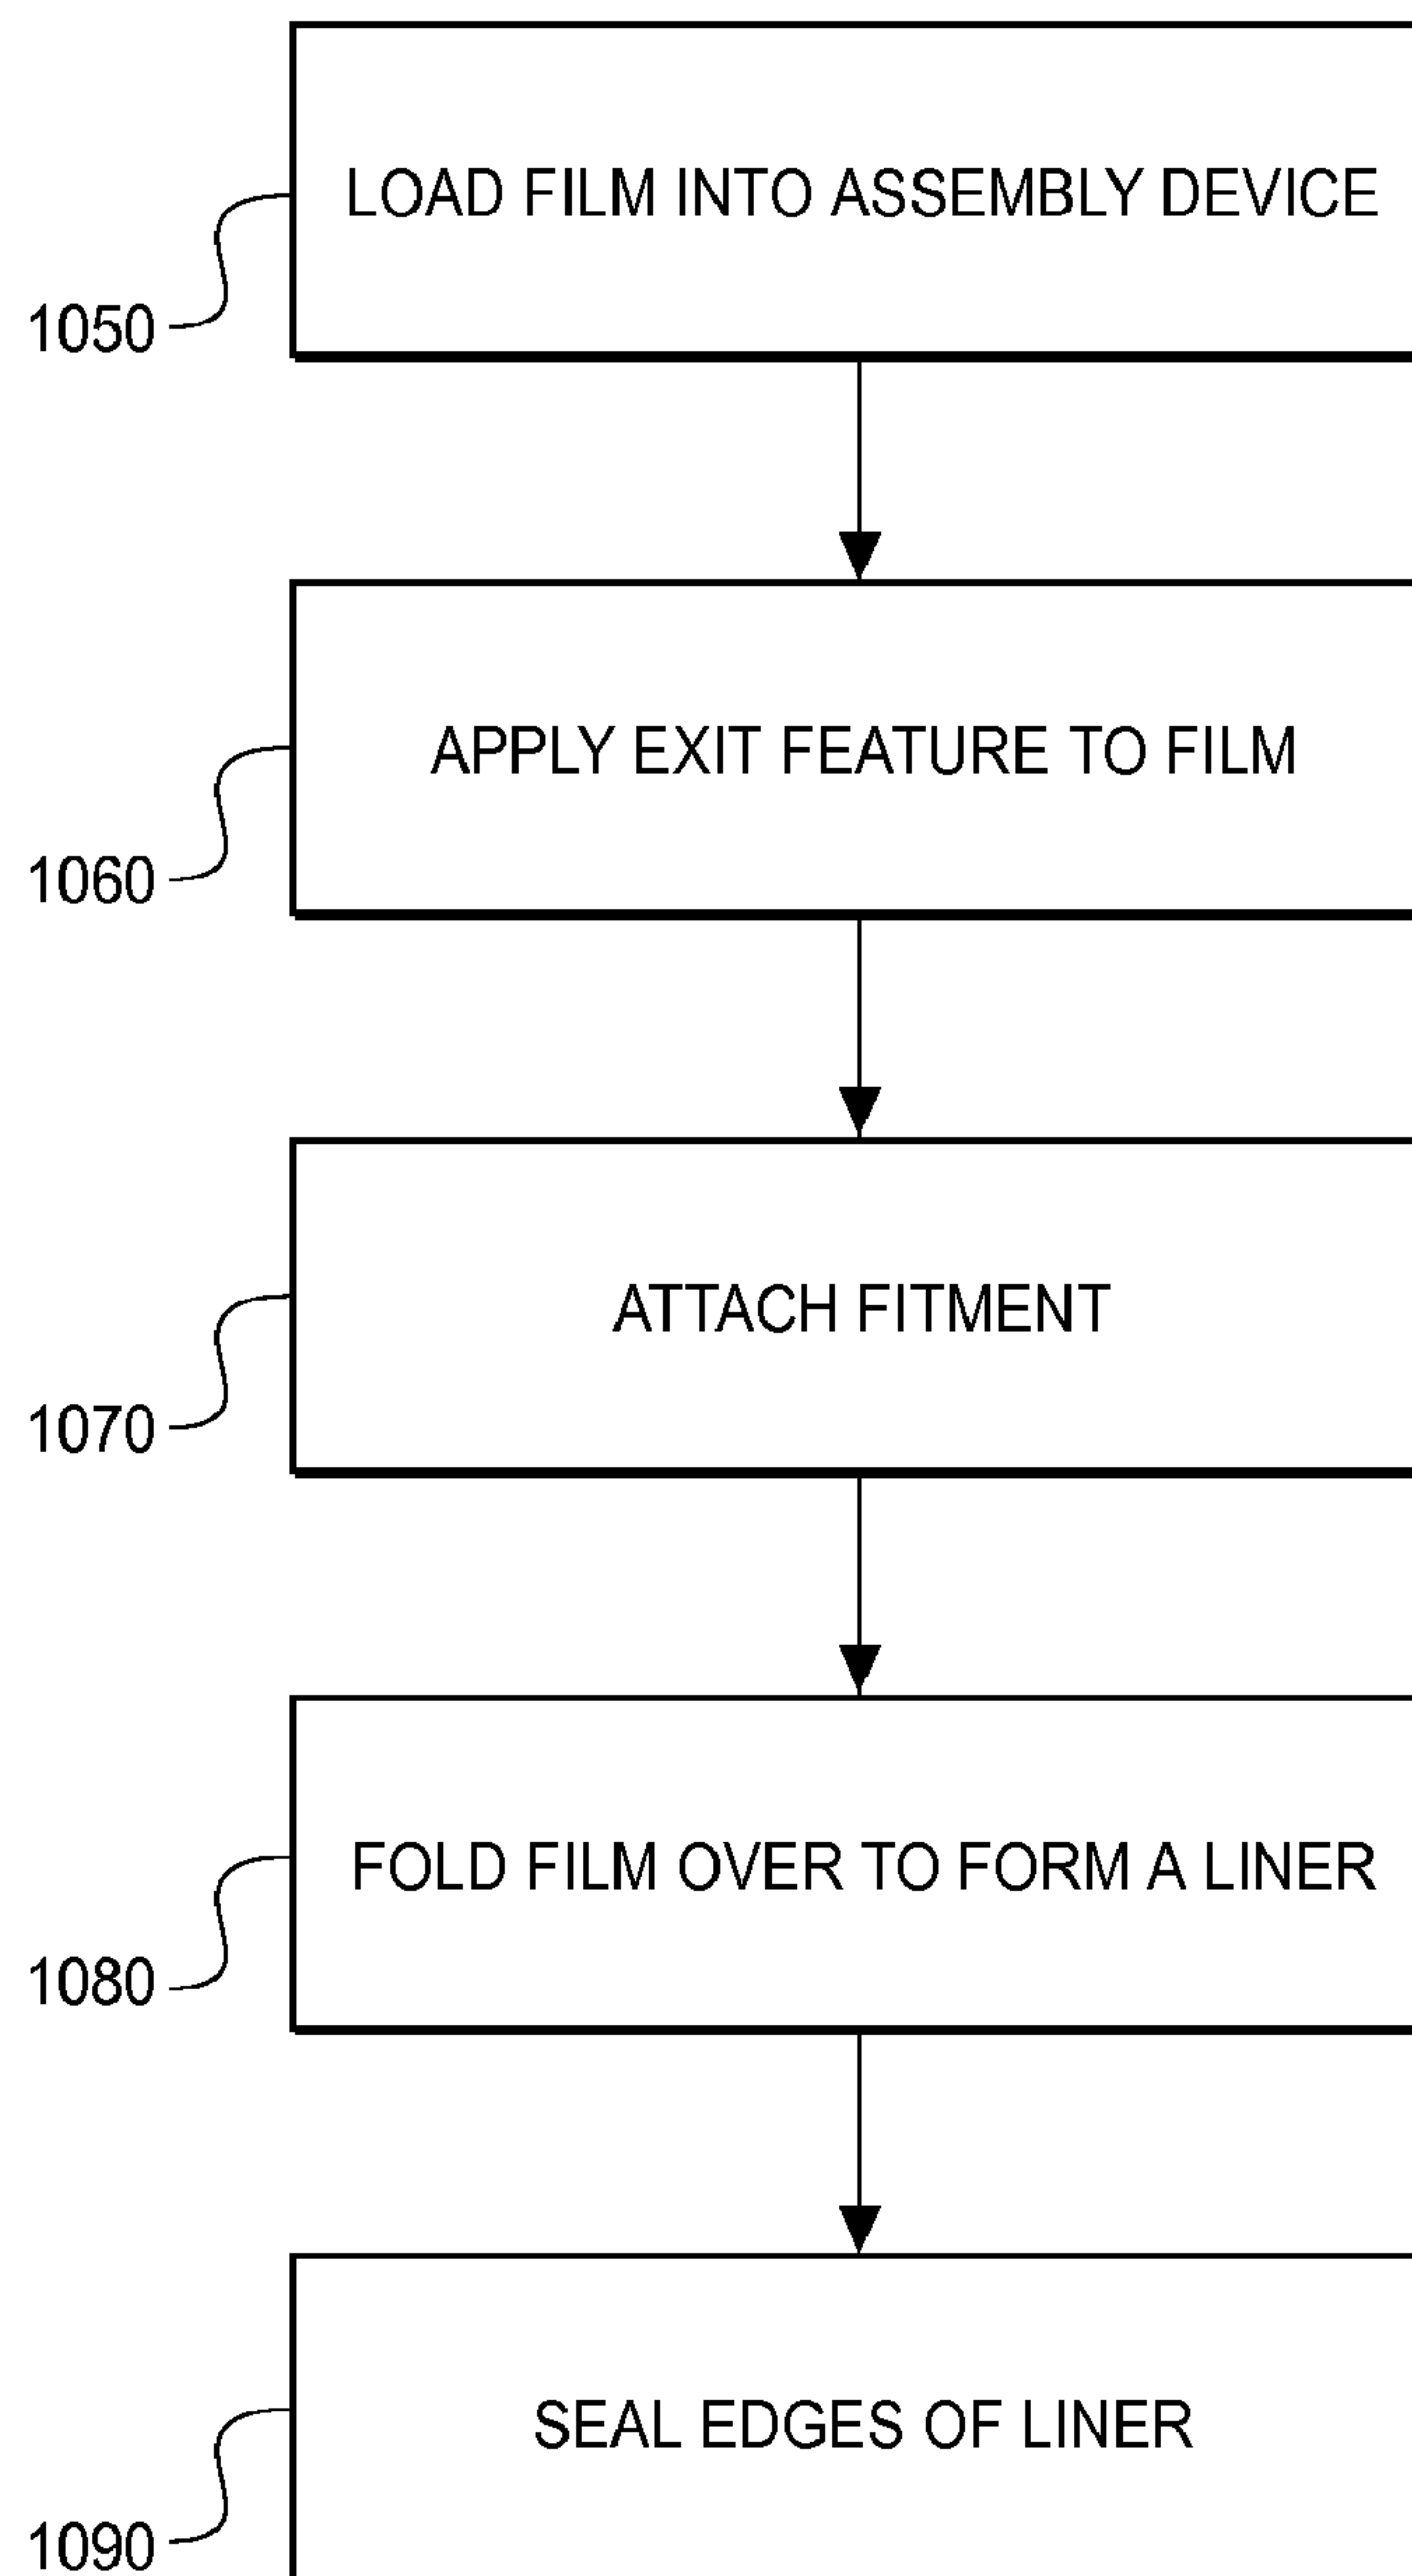 LOAD FILM INTO ASSEMBLY DEVICE
1050
APPLY EXIT FEATURE TO FILM
1060
ATTACH FITMENT
1070
FOLD FILM OVER TO FORM A LINER
1080
SEAL EDGES OF LINER
1090